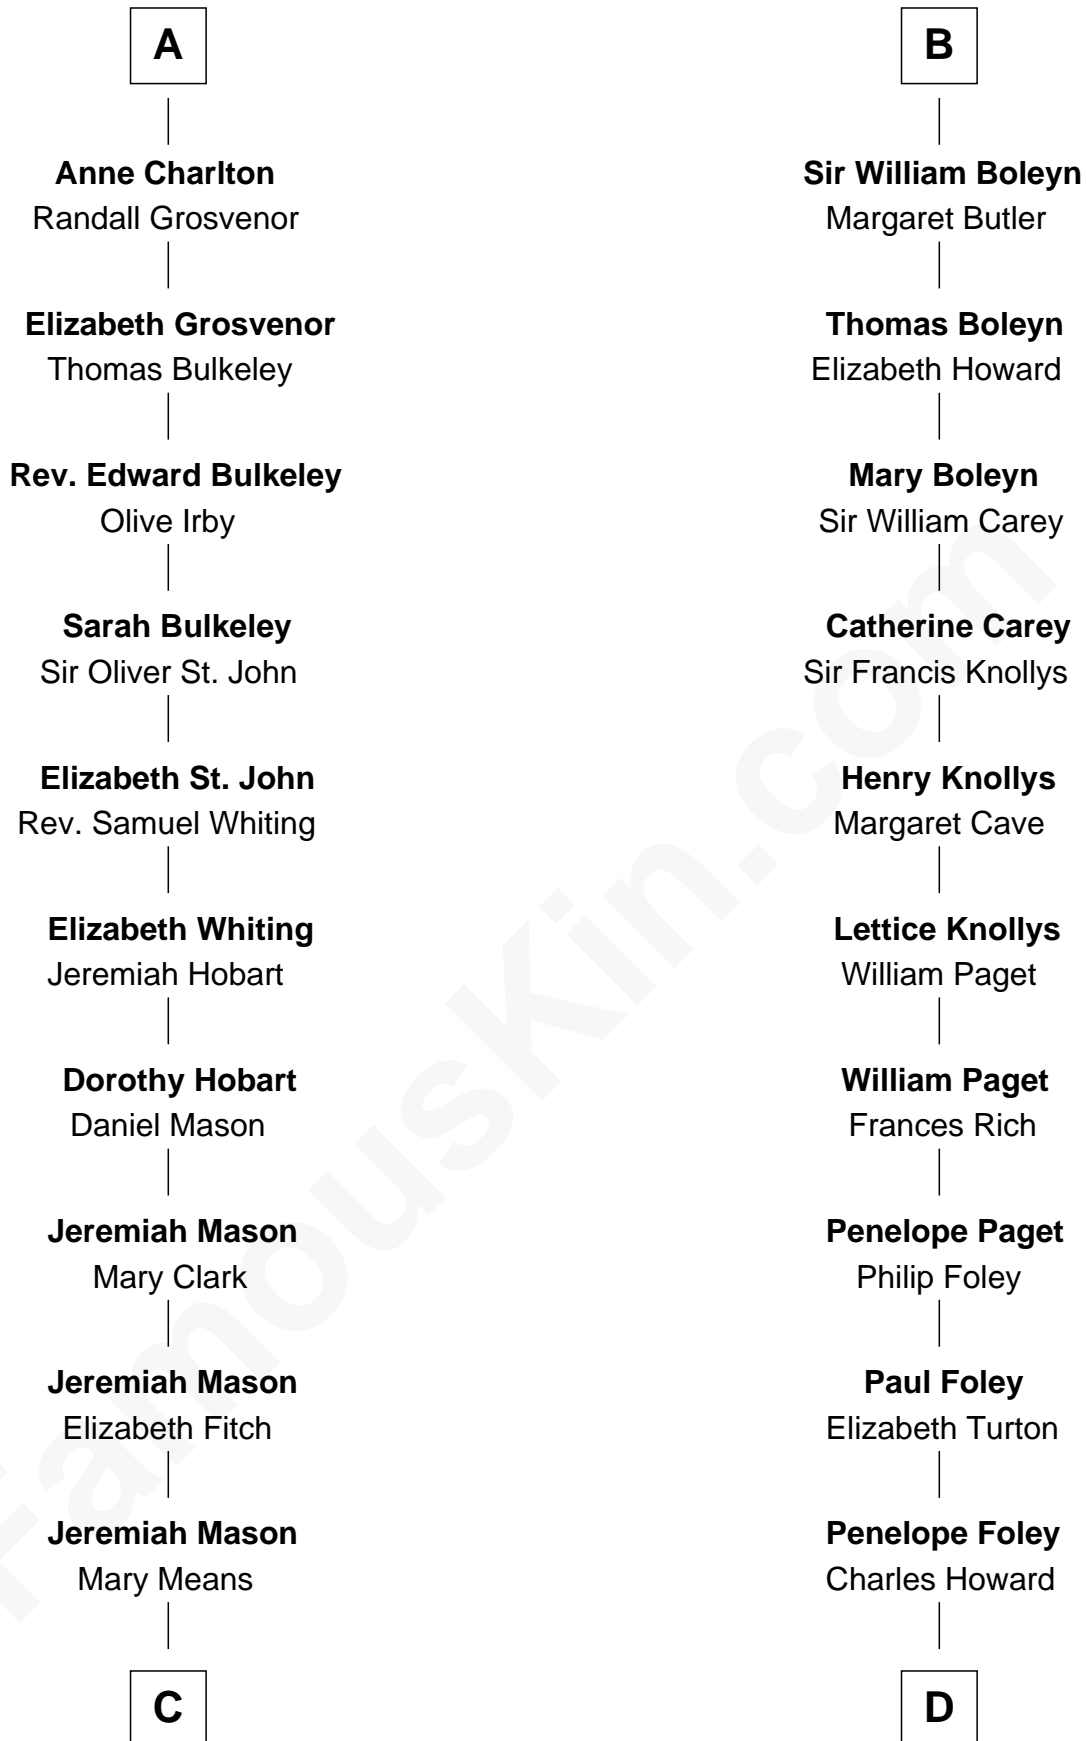 A
Anne Charlton
Randall Grosvenor
Elizabeth Grosvenor
Thomas Bulkeley
Rev. Edward Bulkeley
Olive Irby
Sarah Bulkeley
Sir Oliver St. John
Elizabeth St. John
Rev. Samuel Whiting
Elizabeth Whiting
Jeremiah Hobart
Dorothy Hobart
Daniel Mason
Jeremiah Mason
Mary Clark
Jeremiah Mason
Elizabeth Fitch
Jeremiah Mason
Mary Means
C
B
Sir William Boleyn
Margaret Butler
Thomas Boleyn
Elizabeth Howard
Mary Boleyn
Sir William Carey
Catherine Carey
Sir Francis Knollys
Henry Knollys
Margaret Cave
Lettice Knollys
William Paget
William Paget
Frances Rich
Penelope Paget
Philip Foley
Paul Foley
Elizabeth Turton
Penelope Foley
Charles Howard
D
FamousKin.com